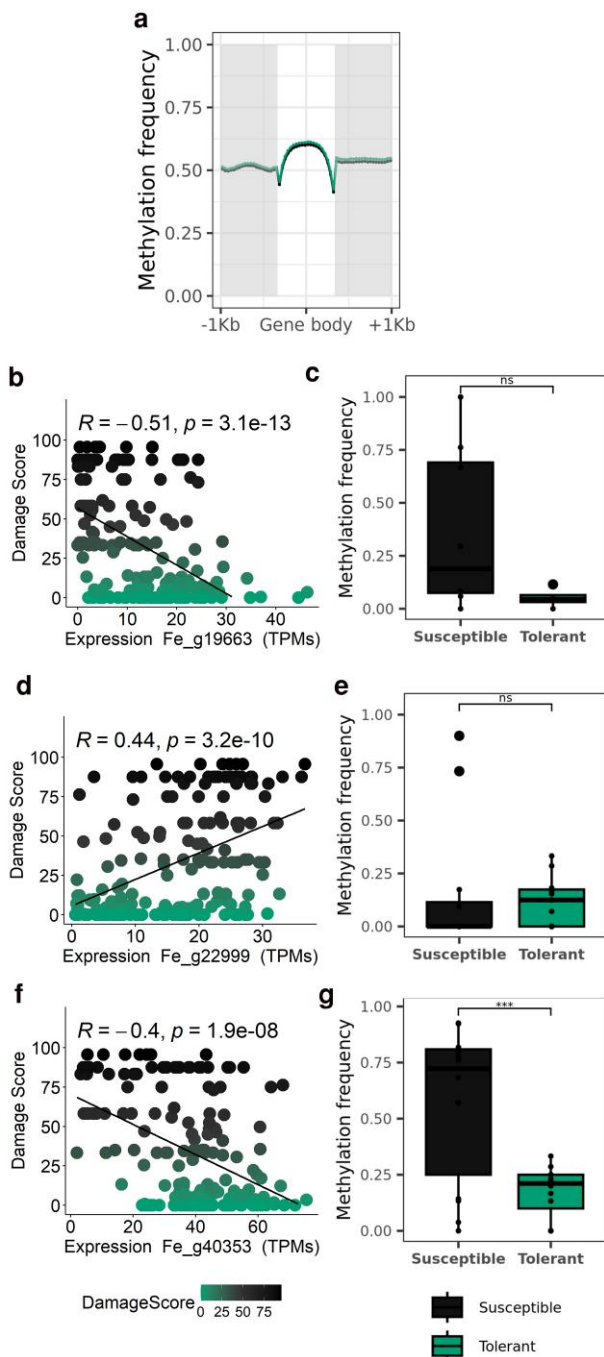 a
Methylation frequency
1.00
0.75
0.50
0.25
0.00
-1Kb Gene body +1Kb
b
R = −0.51, p = 3.1e-13
Damage Score
100
75
50
25
0
0 10 20 30 40
Expression Fe_g19663 (TPMs)
c
ns
Methylation frequency
1.00
0.75
0.50
0.25
0.00
Susceptible Tolerant
d
R = 0.44, p = 3.2e-10
Damage Score
100
75
50
25
0
0 10 20 30
Expression Fe_g22999 (TPMs)
e
ns
Methylation frequency
1.00
0.75
0.50
0.25
0.00
Susceptible Tolerant
f
R = −0.4, p = 1.9e-08
Damage Score
100
75
50
25
0
0 20 40 60
Expression Fe_g40353 (TPMs)
g
***
Methylation frequency
1.00
0.75
0.50
0.25
0.00
Susceptible Tolerant
DamageScore
0 25 50 75
Susceptible
Tolerant